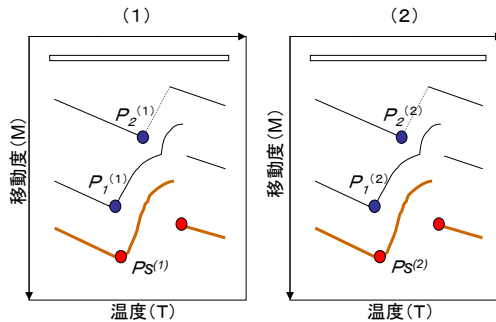 (1)
移動度(M)
P₂⁽¹⁾
P₁⁽¹⁾
Ps⁽¹⁾
温度(T)
(2)
移動度(M)
P₂⁽²⁾
P₁⁽²⁾
Ps⁽²⁾
温度(T)